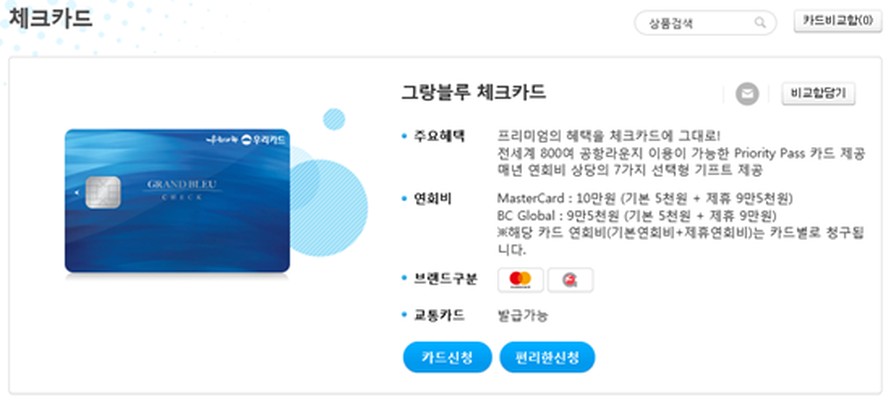 체크카드
상품검색
카드비교함(0)
그랑블루 체크카드
비교함담기
우리카드
GRAND BLEU
CHECK
주요혜택
프리미엄의 혜택을 체크카드에 그대로!
전세계 800여 공항라운지 이용이 가능한 Priority Pass 카드 제공
매년 연회비 상당의 7가지 선택형 기프트 제공
연회비
MasterCard : 10만원 (기본 5천원 + 제휴 9만5천원)
BC Global : 9만5천원 (기본 5천원 + 제휴 9만원)
※해당 카드 연회비(기본연회비+제휴연회비)는 카드별로 청구됩
니다.
브랜드구분
교통카드
발급가능
카드신청
편리한신청